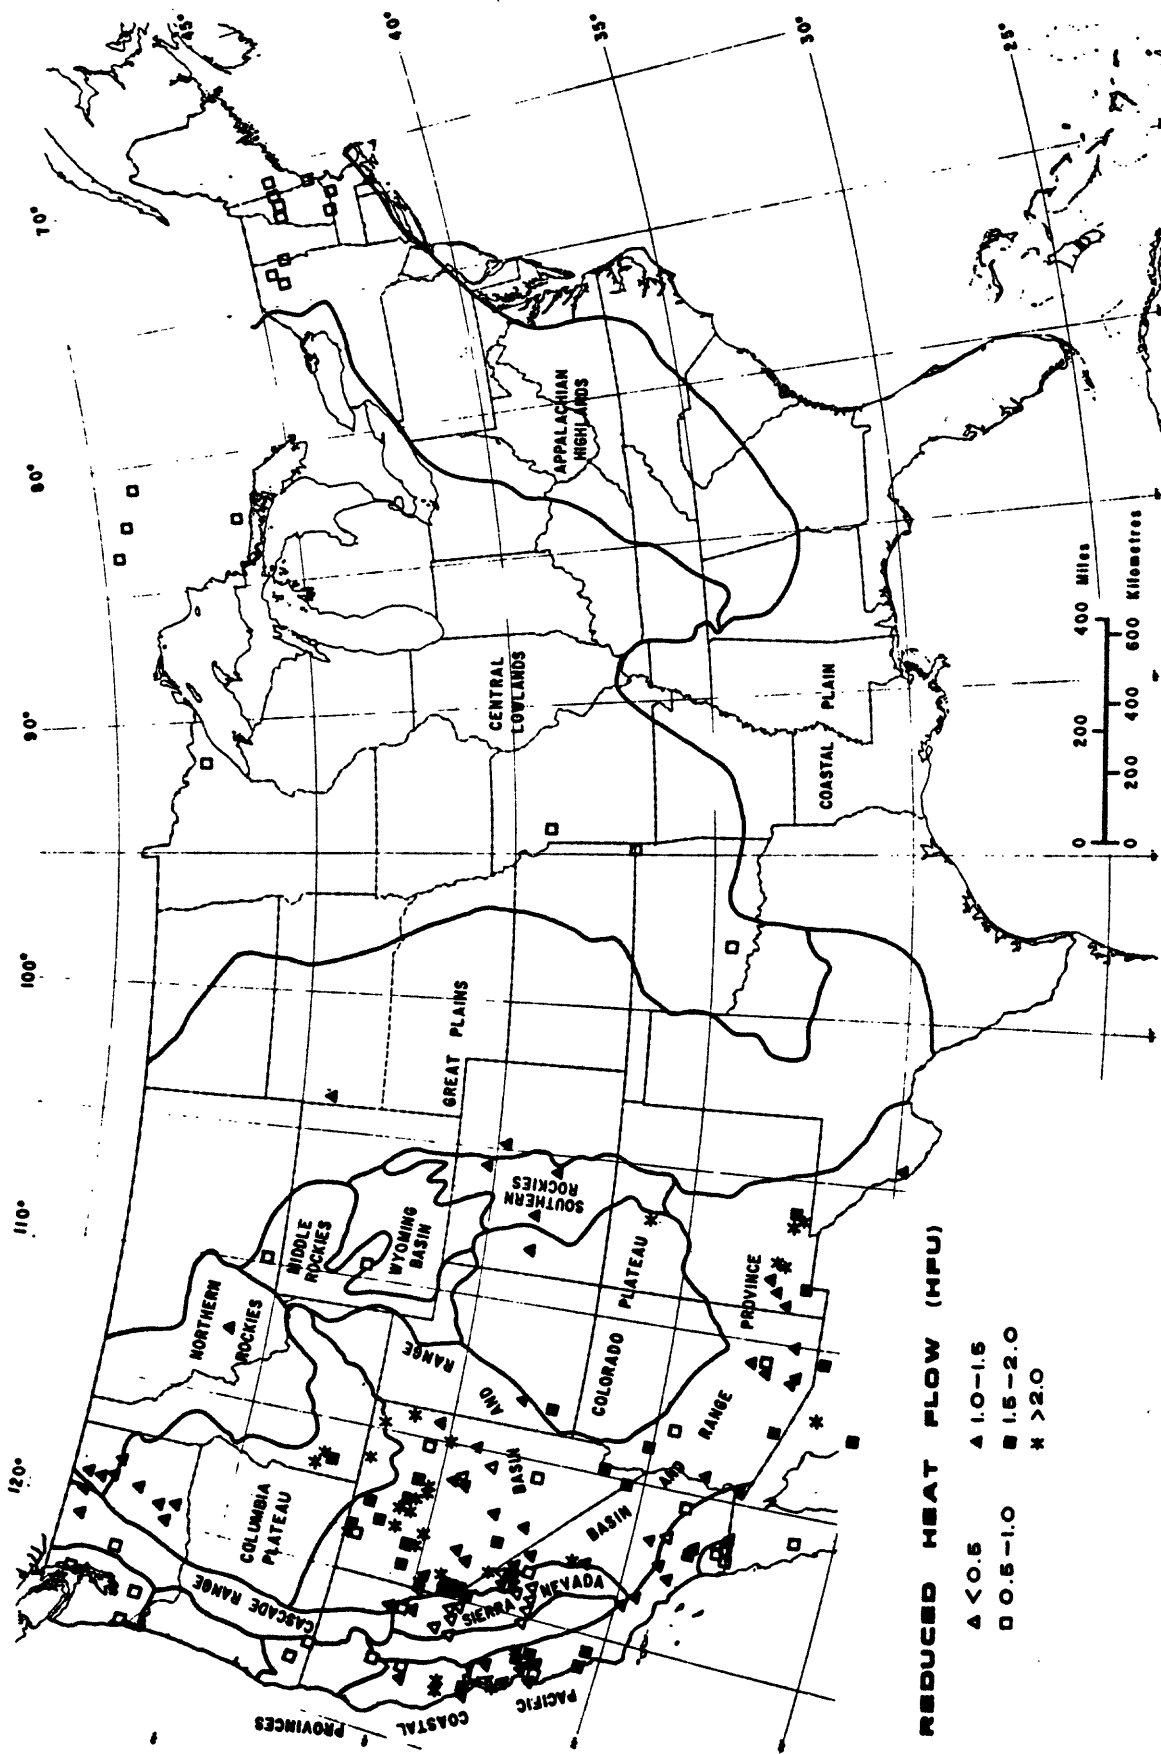 120°
110°
100°
90°
80°
70°
45°
40°
35°
30°
25°
NORTHERN
ROCKIES
MIDDLE
ROCKIES
WYOMING
BASIN
COLUMBIA
PLATEAU
CASCADE RANGE
BASIN
AND
RANGE
SOUTHERN
ROCKIES
GREAT PLAINS
CENTRAL
LOWLANDS
APPALACHIAN
HIGHLANDS
COLORADO
PLATEAU
SIERRA NEVADA
BASIN
AND
RANGE
PROVINCE
COASTAL PLAIN
PACIFIC
COASTAL
PROVINCES
REDUCED HEAT FLOW (HFU)
△ <0.5 ▲ 1.0-1.5
□ 0.5-1.0 ■ 1.5-2.0
* >2.0
0 200 400 Miles
0 200 400 600 Kilometres